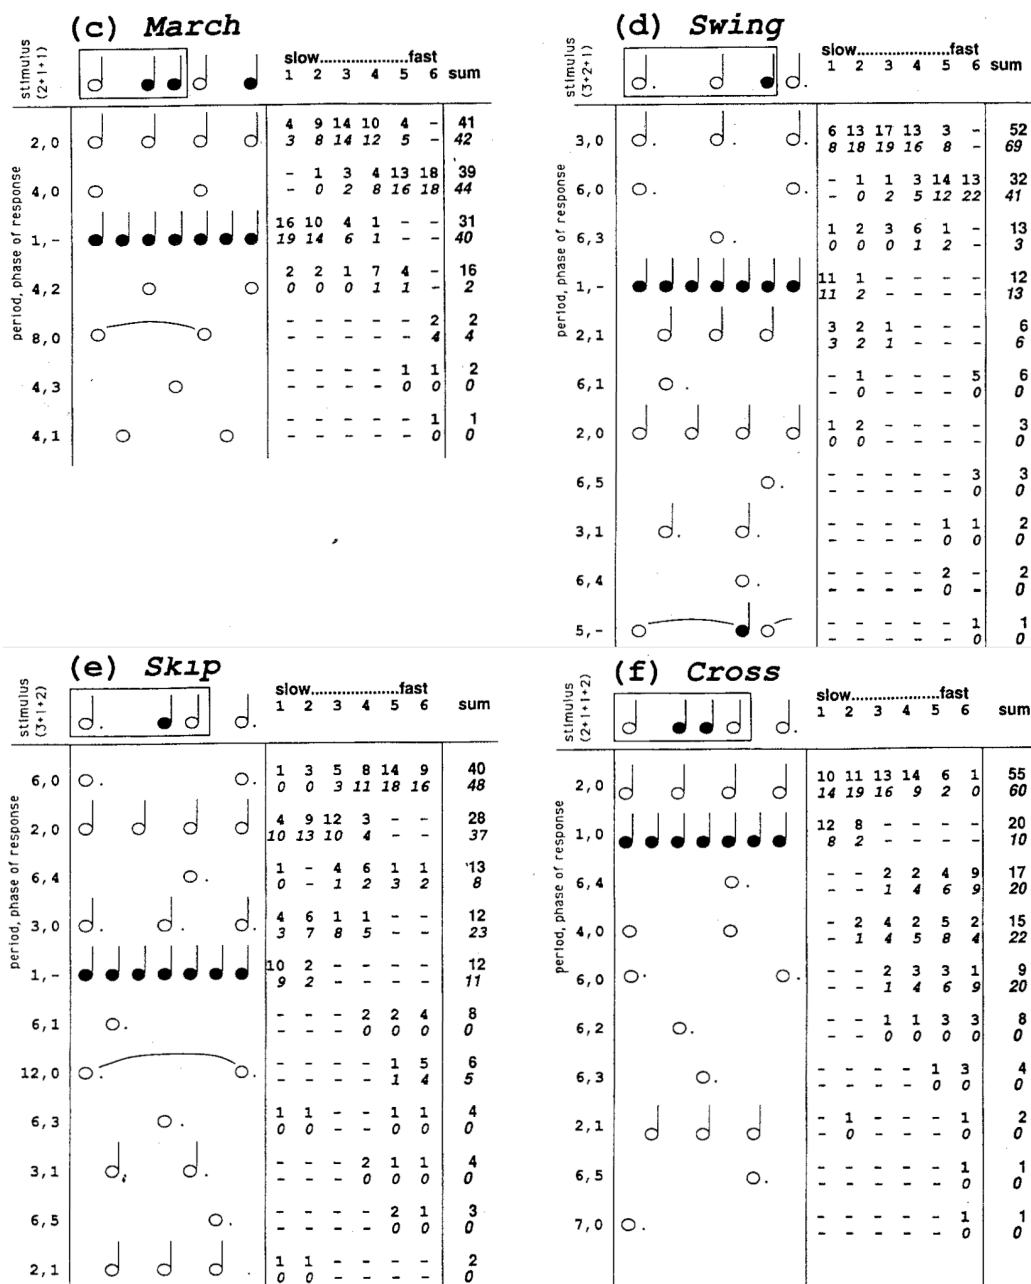 (c) March
stimulus (2+1+1)
slow....................fast
1 2 3 4 5 6 sum
period, phase of response
2,0 4 9 14 10 4 – 41
3 8 14 12 5 – 42
4,0 – 1 3 4 13 18 39
– 0 2 8 16 18 44
1,– 16 10 4 1 – – 31
19 14 6 1 – – 40
4,2 2 2 1 7 4 – 16
0 0 0 1 1 – 2
8,0 – – – – – 2 2
– – – – – 4 4
4,3 – – – – 1 1 2
– – – – 0 0 0
4,1 – – – – – 1 1
– – – – – 0 0
(d) Swing
stimulus (3+2+1)
slow....................fast
1 2 3 4 5 6 sum
period, phase of response
3,0 6 13 17 13 3 – 52
8 18 19 16 8 – 69
6,0 – 1 1 3 14 13 32
– 0 2 5 12 22 41
6,3 1 2 3 6 1 – 13
0 0 0 1 2 – 3
1,– 11 1 – – – – 12
11 2 – – – – 13
2,1 3 2 1 – – – 6
3 2 1 – – – 6
6,1 – 1 – – – 5 6
– 0 – – – 0 0
2,0 1 2 – – – – 3
0 0 – – – – 0
6,5 – – – – – 3 3
– – – – – 0 0
3,1 – – – – 1 1 2
– – – – 0 0 0
6,4 – – – – 2 – 2
– – – – 0 – 0
5,– – – – – – 1 1
– – – – – 0 0
(e) Skip
stimulus (3+1+2)
slow....................fast
1 2 3 4 5 6 sum
period, phase of response
6,0 1 3 5 8 14 9 40
0 0 3 11 18 16 48
2,0 4 9 12 3 – – 28
10 13 10 4 – – 37
6,4 1 – 4 6 1 1 13
0 – 1 2 3 2 8
3,0 4 6 1 1 – – 12
3 7 8 5 – – 23
1,– 10 2 – – – – 12
9 2 – – – – 11
6,1 – – – 2 2 4 8
– – – 0 0 0 0
12,0 – – – – 1 5 6
– – – – 1 4 5
6,3 1 1 – – 1 1 4
0 0 – – 0 0 0
3,1 – – – 2 1 1 4
– – – 0 0 0 0
6,5 – – – – 2 1 3
– – – – 0 0 0
2,1 1 1 – – – – 2
0 0 – – – – 0
(f) Cross
stimulus (2+1+1+2)
slow....................fast
1 2 3 4 5 6 sum
period, phase of response
2,0 10 11 13 14 6 1 55
14 19 16 9 2 0 60
1,0 12 8 – – – – 20
8 2 – – – – 10
6,4 – – 2 2 4 9 17
– – 1 4 6 9 20
4,0 – 2 4 2 5 2 15
– 1 4 5 8 4 22
6,0 – – 2 3 3 1 9
– – 1 4 6 9 20
6,2 – – 1 1 3 3 8
– – 0 0 0 0 0
6,3 – – – – 1 3 4
– – – – 0 0 0
2,1 – 1 – – – 1 2
– 0 – – – 0 0
6,5 – – – – – 1 1
– – – – – 0 0
7,0 – – – – – 1 1
– – – – – 0 0